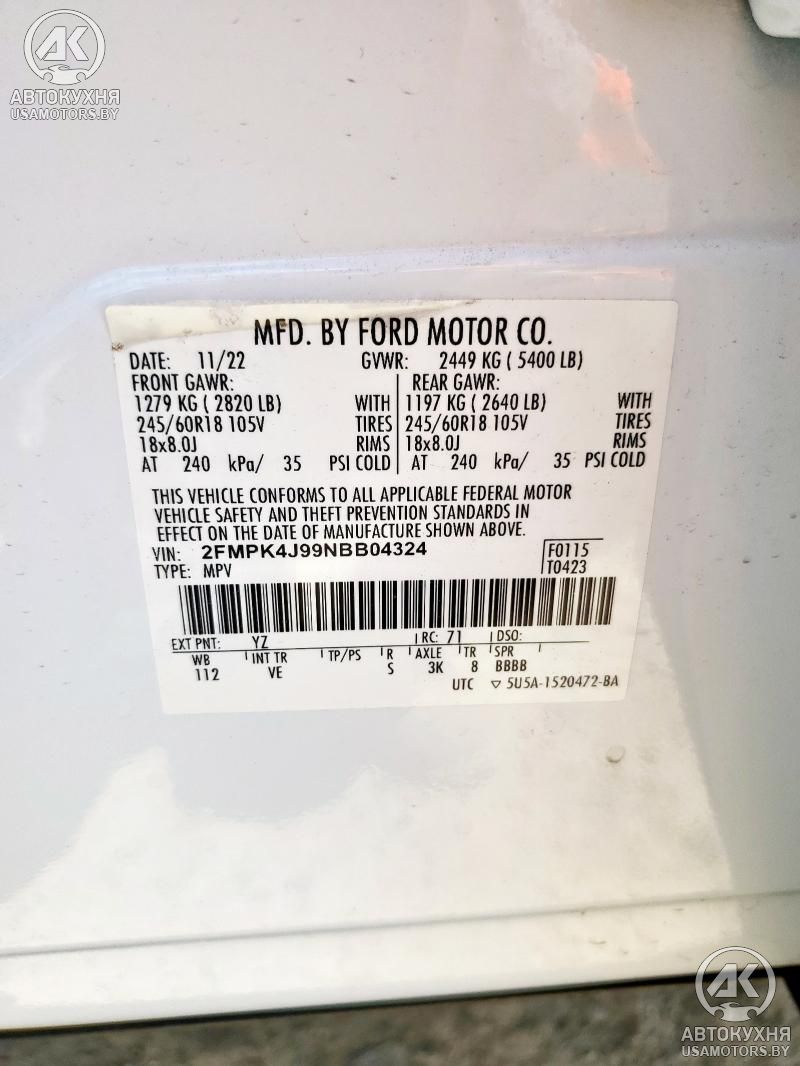 АК
АВТОКУХНЯ
USAMOTORS.BY
MFD. BY FORD MOTOR CO.
DATE: 11/22 GVWR: 2449 KG ( 5400 LB)
FRONT GAWR: REAR GAWR:
1279 KG ( 2820 LB) WITH 1197 KG ( 2640 LB) WITH
245/60R18 105V TIRES 245/60R18 105V TIRES
18x8.0J RIMS 18x8.0J RIMS
AT 240 kPa/ 35 PSI COLD AT 240 kPa/ 35 PSI COLD
THIS VEHICLE CONFORMS TO ALL APPLICABLE FEDERAL MOTOR
VEHICLE SAFETY AND THEFT PREVENTION STANDARDS IN
EFFECT ON THE DATE OF MANUFACTURE SHOWN ABOVE.
VIN: 2FMPK4J99NBB04324 F0115
TYPE: MPV T0423
EXT PNT: YZ RC: 71 DSO:
WB INT TR TP/PS R AXLE TR SPR
112 VE S 3K 8 BBBB
UTC ▽ 5U5A-1520472-BA
АК
АВТОКУХНЯ
USAMOTORS.BY